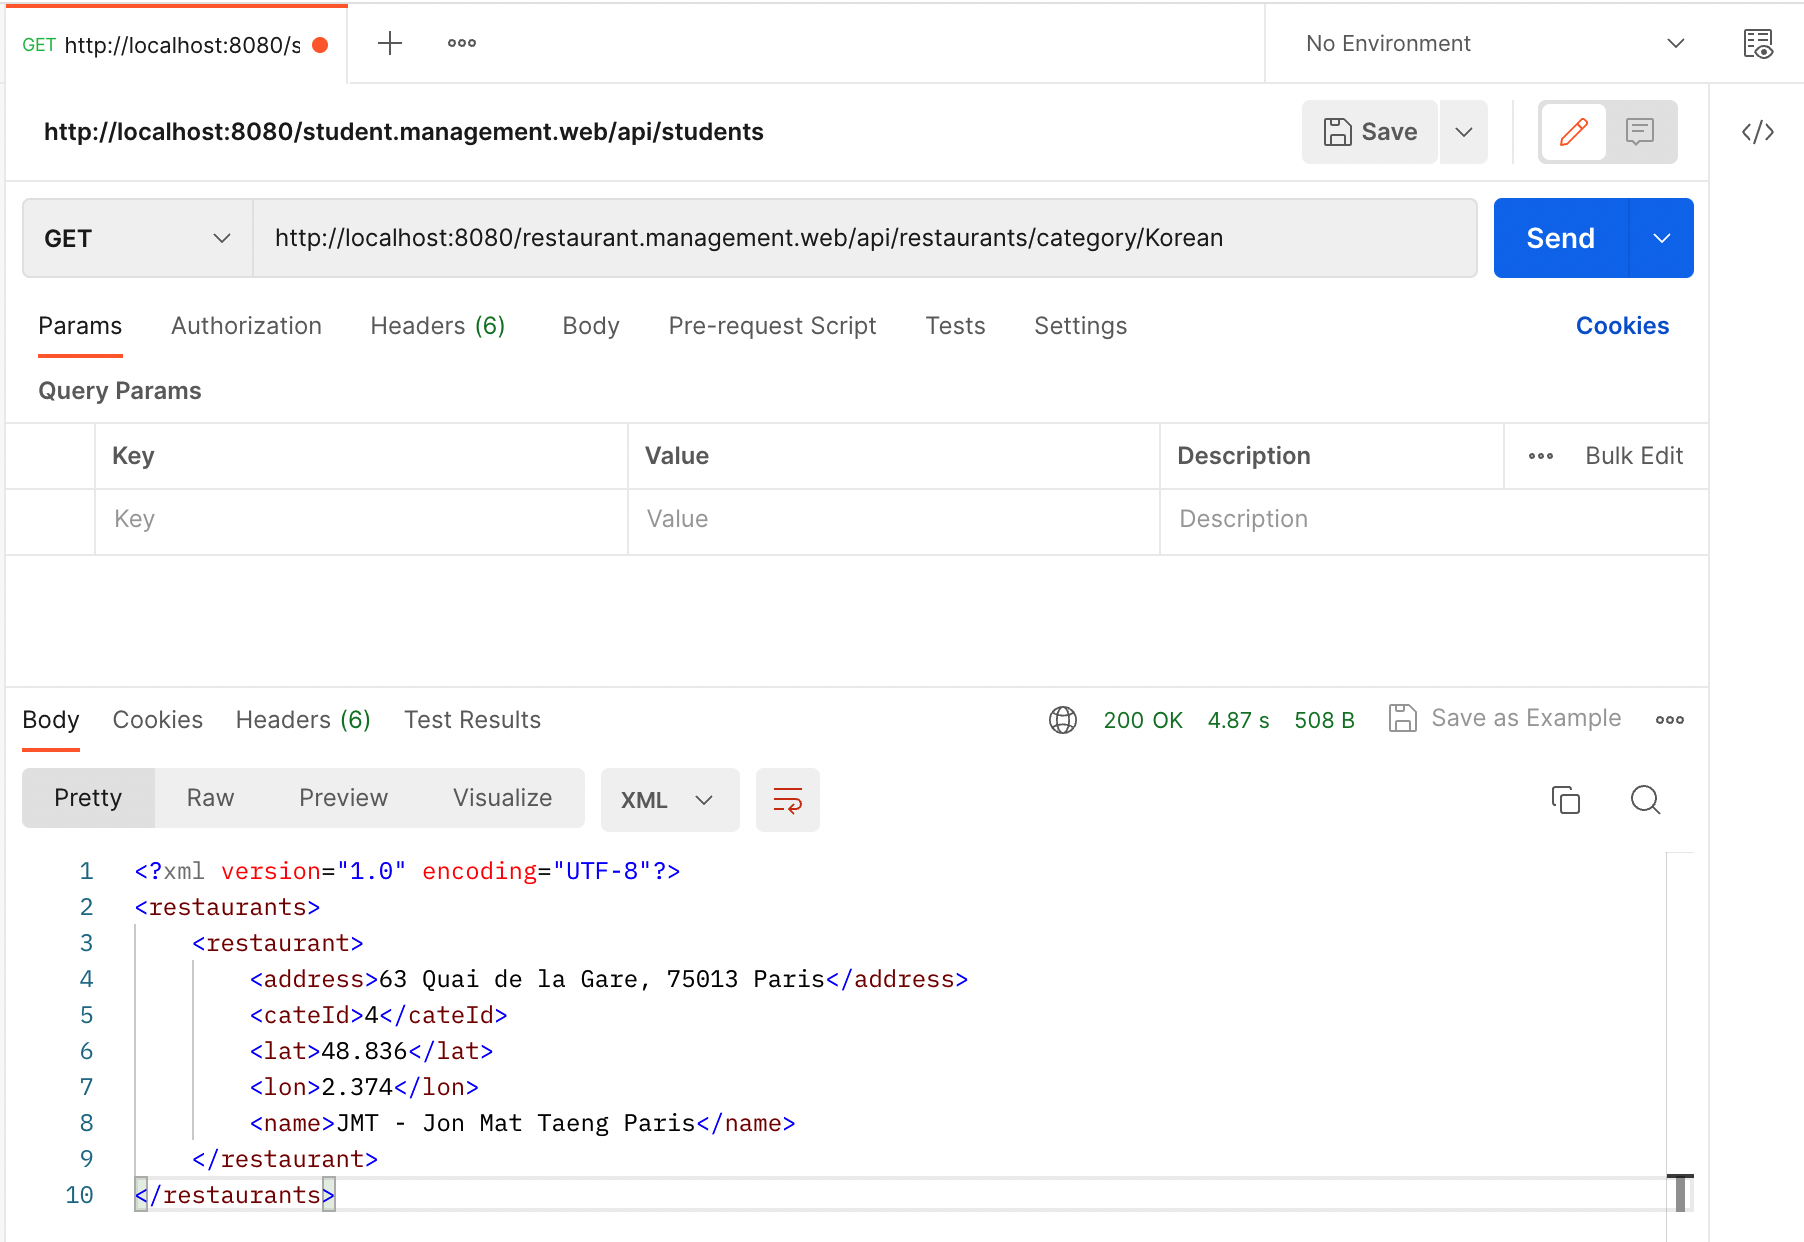 GET http://localhost:8080/s
No Environment
http://localhost:8080/student.management.web/api/students
Save
</>
GET
http://localhost:8080/restaurant.management.web/api/restaurants/category/Korean
Send
Params Authorization Headers (6) Body Pre-request Script Tests Settings Cookies
Query Params
Key Value Description Bulk Edit
Key Value Description
Body Cookies Headers (6) Test Results 200 OK 4.87 s 508 B Save as Example
Pretty Raw Preview Visualize XML
1 <?xml version="1.0" encoding="UTF-8"?>
2 <restaurants>
3 <restaurant>
4 <address>63 Quai de la Gare, 75013 Paris</address>
5 <cateId>4</cateId>
6 <lat>48.836</lat>
7 <lon>2.374</lon>
8 <name>JMT - Jon Mat Taeng Paris</name>
9 </restaurant>
10 </restaurants>